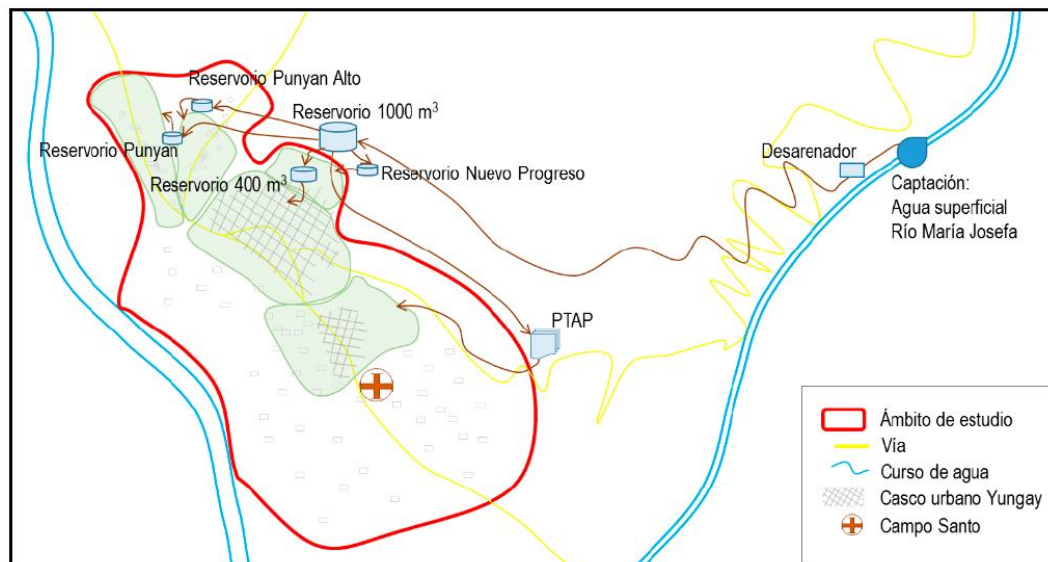 Reservorio Punyan Alto
Reservorio 1000 m³
Reservorio Punyan
Reservorio 400 m³
Reservorio Nuevo Progreso
Desarenador
Captación:
Agua superficial
Río María Josefa
PTAP
Ámbito de estudio
Vía
Curso de agua
Casco urbano Yungay
Campo Santo